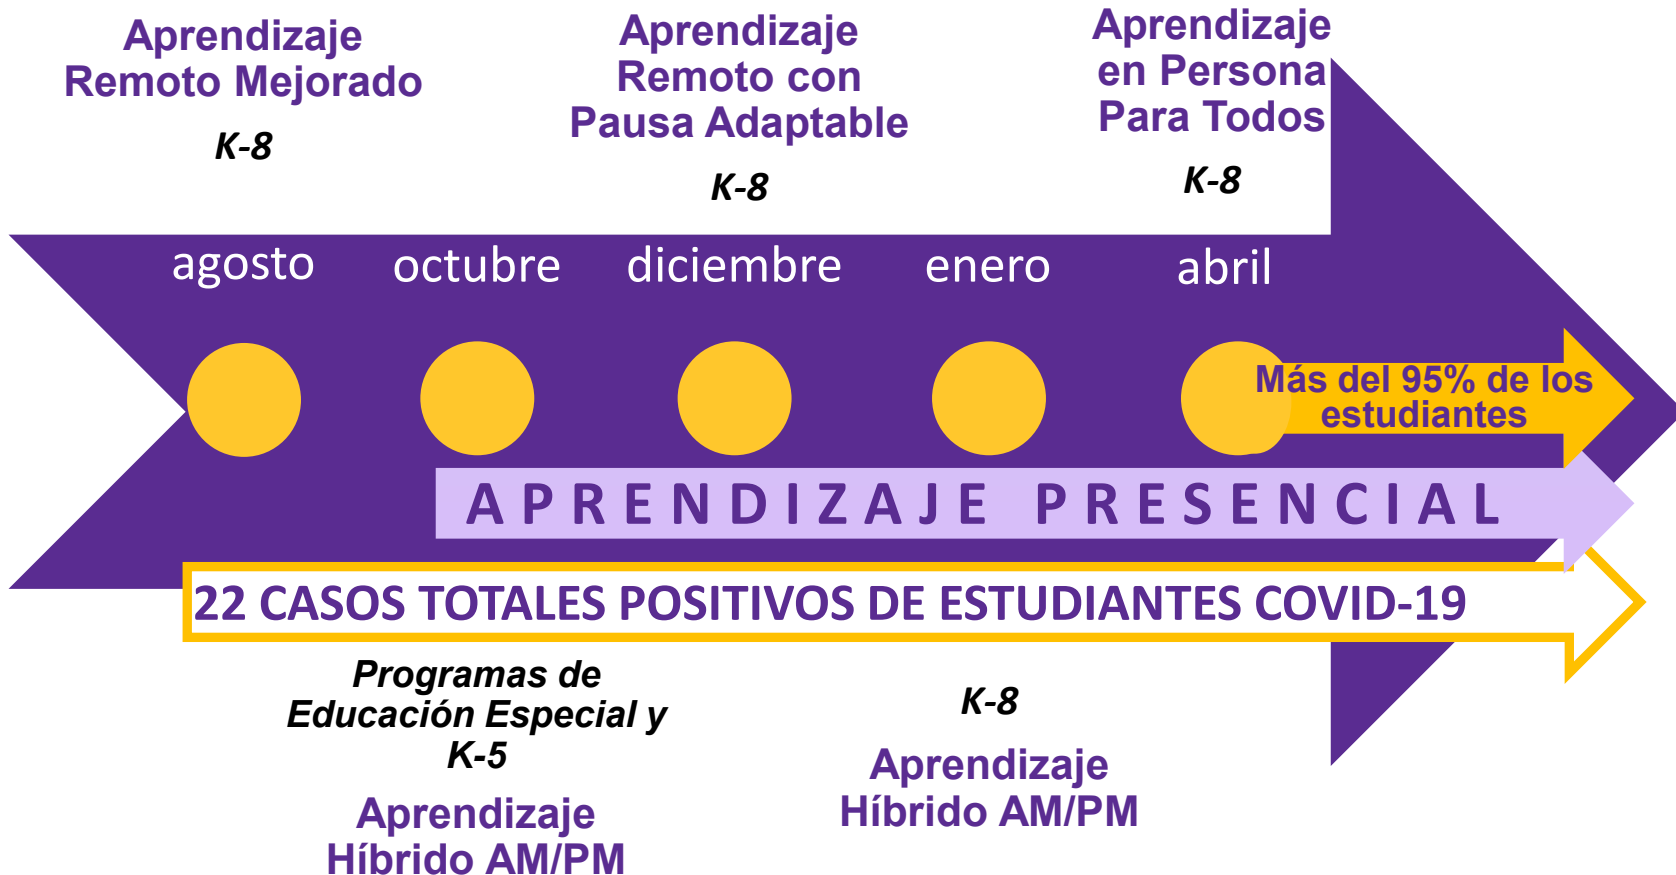 Aprendizaje
Remoto Mejorado
K-8
Aprendizaje
Remoto con
Pausa Adaptable
K-8
Aprendizaje
en Persona
Para Todos
K-8
agosto
octubre
diciembre
enero
abril
Más del 95% de los
estudiantes
APRENDIZAJE PRESENCIAL
22 CASOS TOTALES POSITIVOS DE ESTUDIANTES COVID-19
Programas de
Educación Especial y
K-5
Aprendizaje
Híbrido AM/PM
K-8
Aprendizaje
Híbrido AM/PM